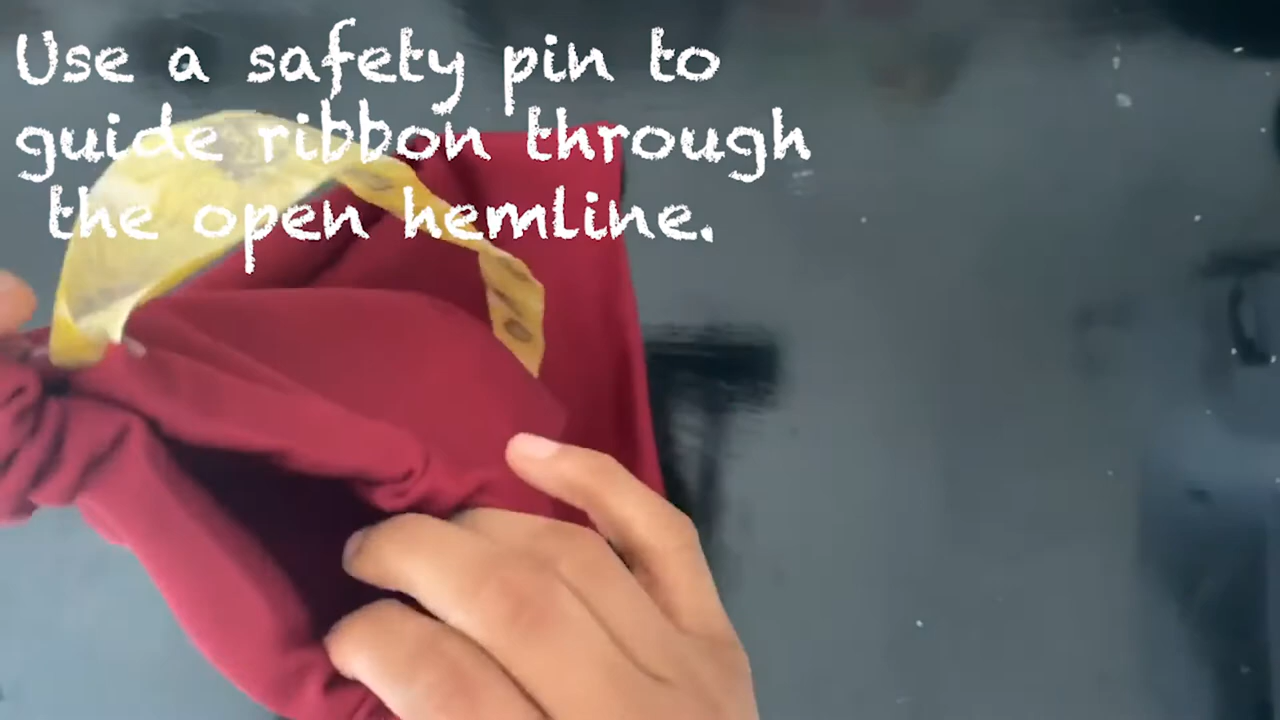 Use a safety pin to
guide ribbon through
the open hemline.